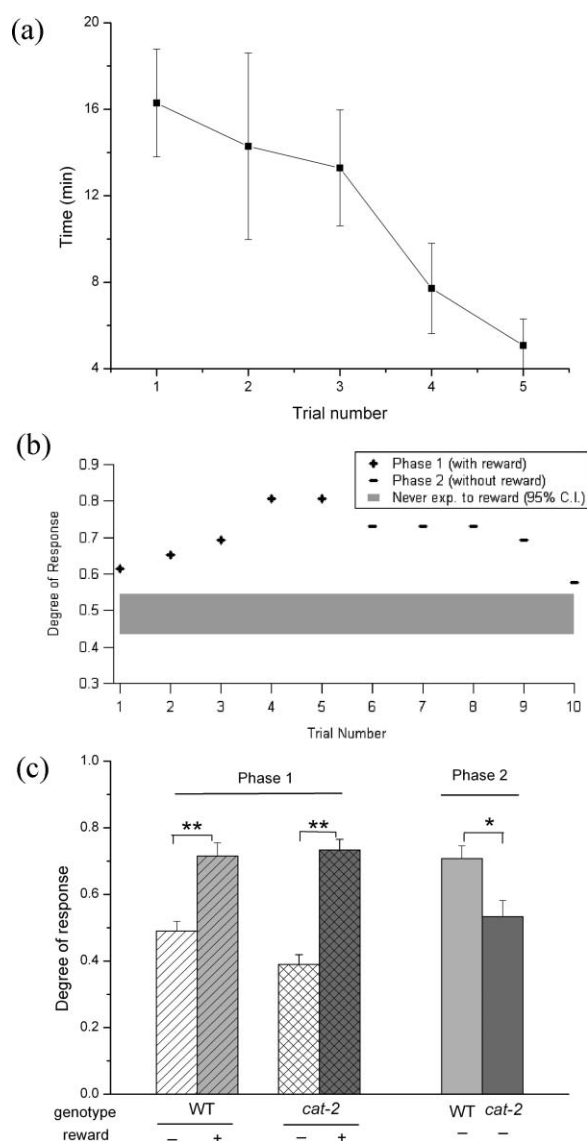 (a)
20
16
12
8
4
Time (min)
1 2 3 4 5
Trial number
(b)
0.9
0.8
0.7
0.6
0.5
0.4
0.3
Degree of Response
Phase 1 (with reward)
Phase 2 (without reward)
Never exp. to reward (95% C.I.)
1 2 3 4 5 6 7 8 9 10
Trial Number
(c)
1.0
0.8
0.6
0.4
0.2
0.0
Degree of response
Phase 1
Phase 2
** ** *
genotype WT cat-2 WT cat-2
reward – + – + – –